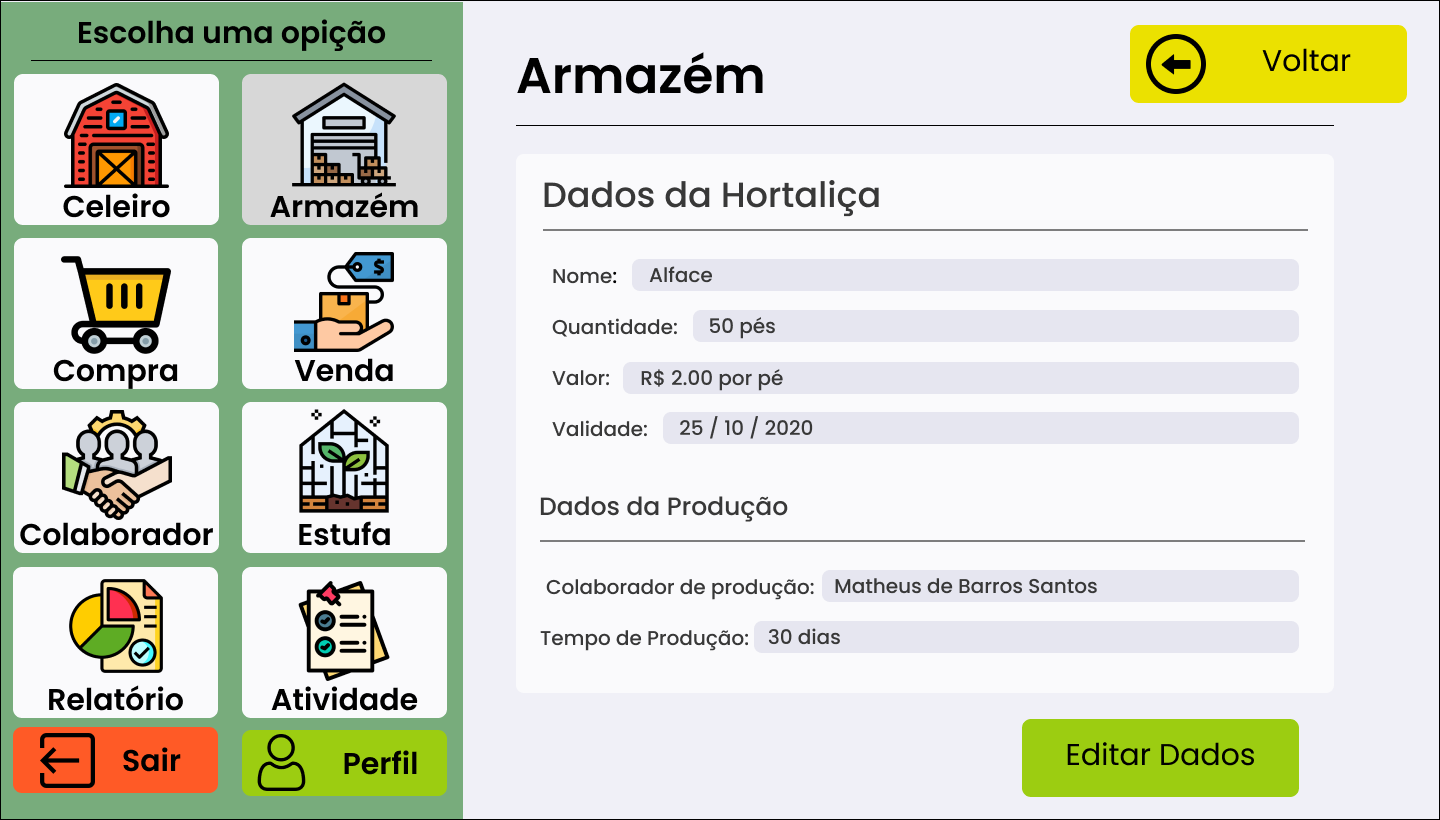 Escolha uma opição
Celeiro
Armazém
Compra
Venda
Colaborador
Estufa
Relatório
Atividade
Sair
Perfil
Armazém
Voltar
Dados da Hortaliça
Nome: Alface
Quantidade: 50 pés
Valor: R$ 2.00 por pé
Validade: 25 / 10 / 2020
Dados da Produção
Colaborador de produção: Matheus de Barros Santos
Tempo de Produção: 30 dias
Editar Dados